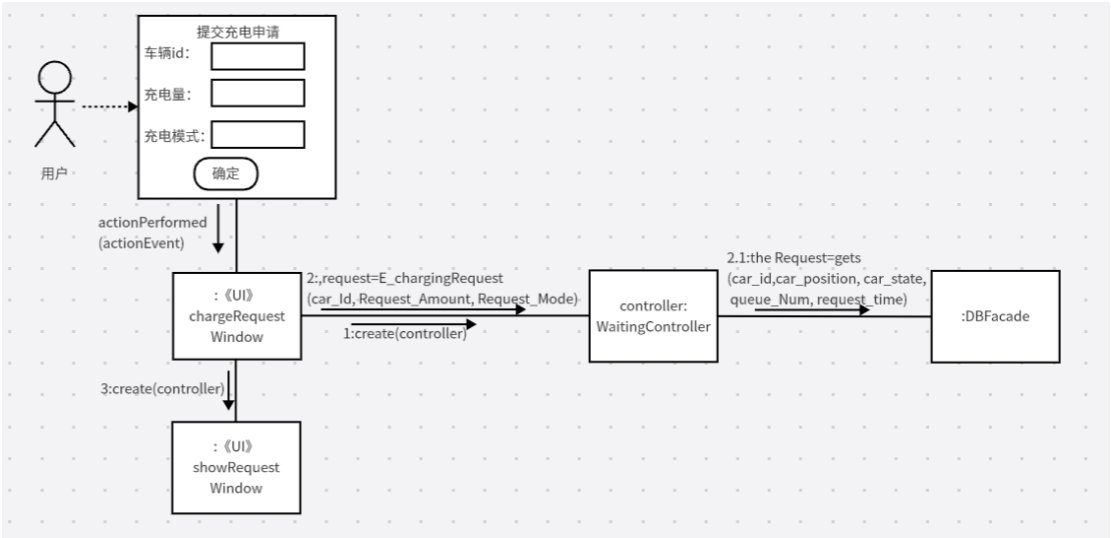 提交充电申请
车辆id：
充电量：
充电模式：
确定
用户
actionPerformed
(actionEvent)
：《UI》
chargeRequest
Window
2:,request=E_chargingRequest
(car_Id, Request_Amount, Request_Mode)
1:create(controller)
controller:
WaitingController
2.1:the Request=gets
(car_id,car_position, car_state,
queue_Num, request_time)
:DBFacade
3:create(controller)
：《UI》
showRequest
Window